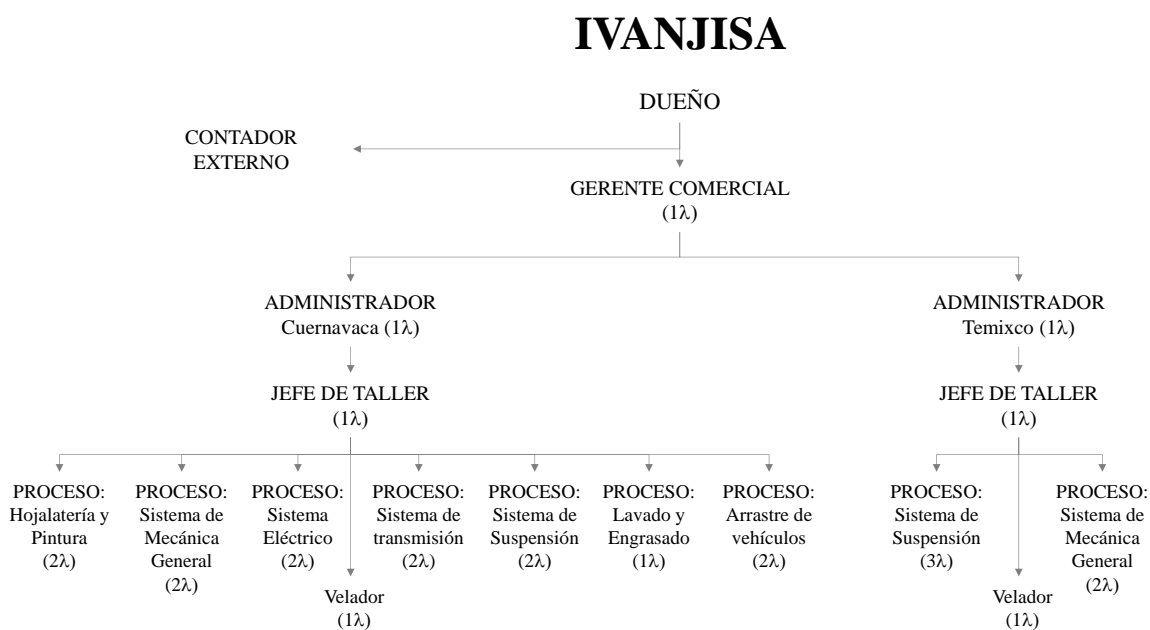 IVANJISA
DUEÑO
CONTADOR
EXTERNO
GERENTE COMERCIAL
(1λ)
ADMINISTRADOR
Cuernavaca (1λ)
ADMINISTRADOR
Temixco (1λ)
JEFE DE TALLER
(1λ)
JEFE DE TALLER
(1λ)
PROCESO:
Hojalatería y
Pintura
(2λ)
PROCESO:
Sistema de
Mecánica
General
(2λ)
PROCESO:
Sistema
Eléctrico
(2λ)
PROCESO:
Sistema de
transmisión
(2λ)
PROCESO:
Sistema de
Suspensión
(2λ)
PROCESO:
Lavado y
Engrasado
(1λ)
PROCESO:
Arrastre de
vehículos
(2λ)
Velador
(1λ)
PROCESO:
Sistema de
Suspensión
(3λ)
PROCESO:
Sistema de
Mecánica
General
(2λ)
Velador
(1λ)